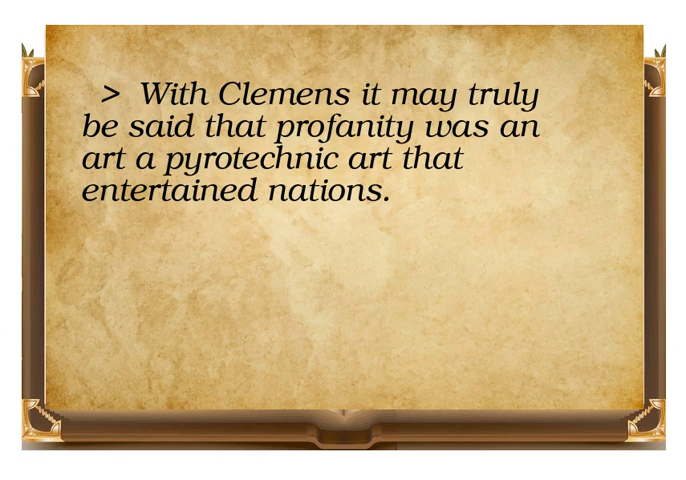 > With Clemens it may truly
be said that profanity was an
art a pyrotechnic art that
entertained nations.